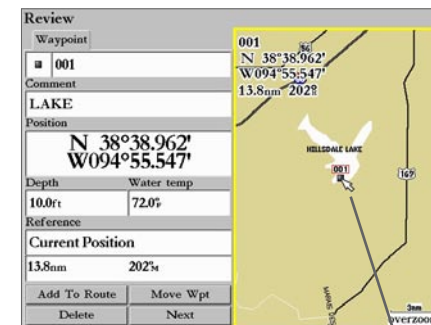 Review
Waypoint
001
Comment
LAKE
Position
N 38°38.962'
W094°55.547'
Depth
Water temp
10.0ft
72.0°F
Reference
Current Position
13.8nm
202°M
Add To Route
Move Wpt
Delete
Next
001
N 38°38.962'
W094°55.547'
13.8nm 202°
HILLSDALE LAKE
001
169
3nm
overzoom